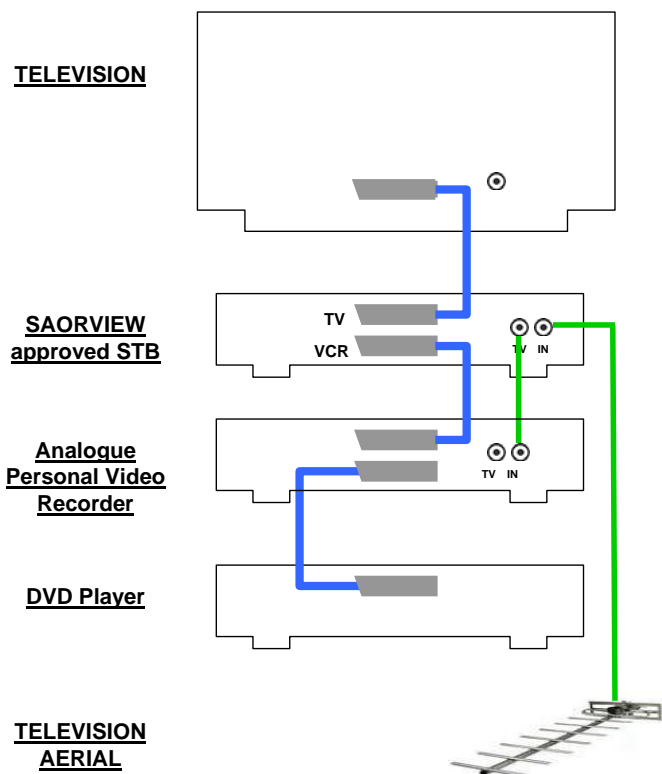 TELEVISION
SAORVIEW
approved STB
TV
VCR
TV IN
Analogue
Personal Video
Recorder
TV IN
DVD Player
TELEVISION
AERIAL